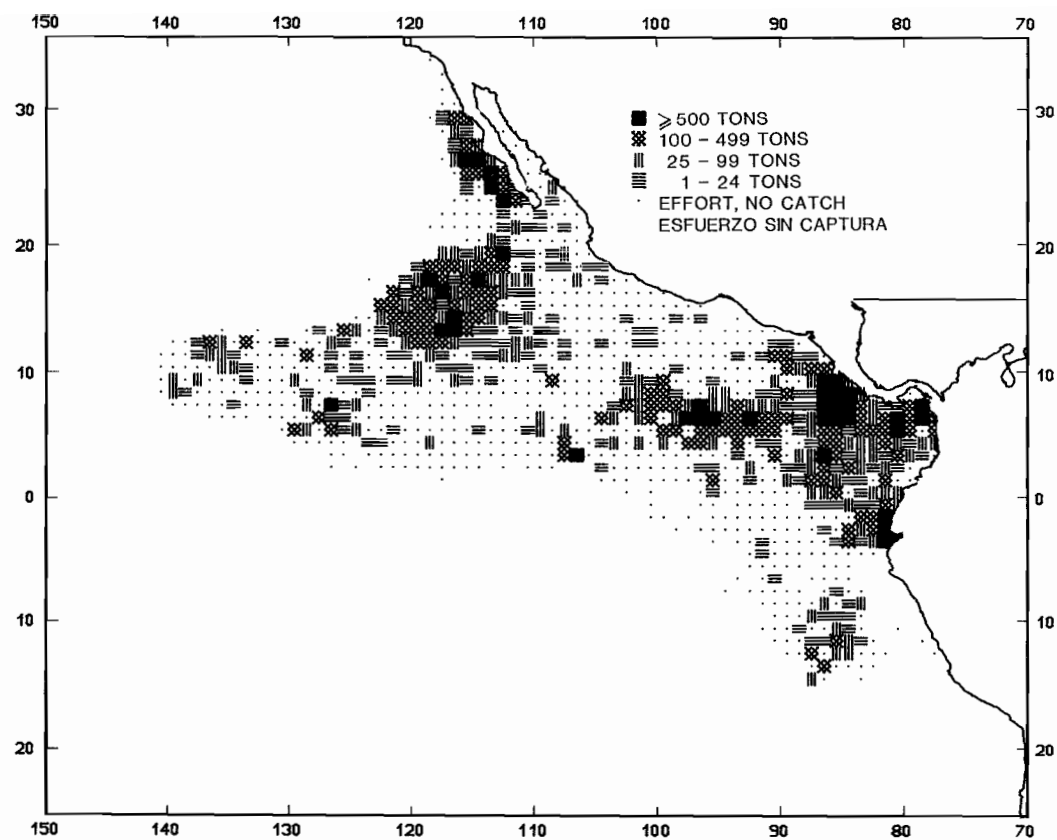 150 140 130 120 110 100 90 80 70
30 30
≥500 TONS
100 – 499 TONS
25 – 99 TONS
1 – 24 TONS
EFFORT, NO CATCH
ESFUERZO SIN CAPTURA
20 20
10 10
0 0
10 10
20 20
150 140 130 120 110 100 90 80 70